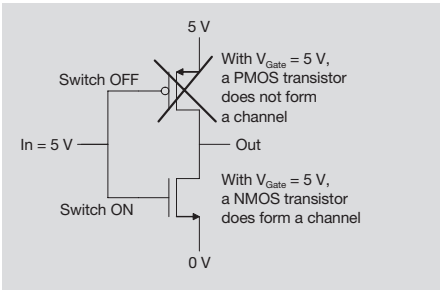 5 V
With V_Gate = 5 V,
a PMOS transistor
does not form
a channel
Switch OFF
In = 5 V
Out
With V_Gate = 5 V,
a NMOS transistor
does form a channel
Switch ON
0 V